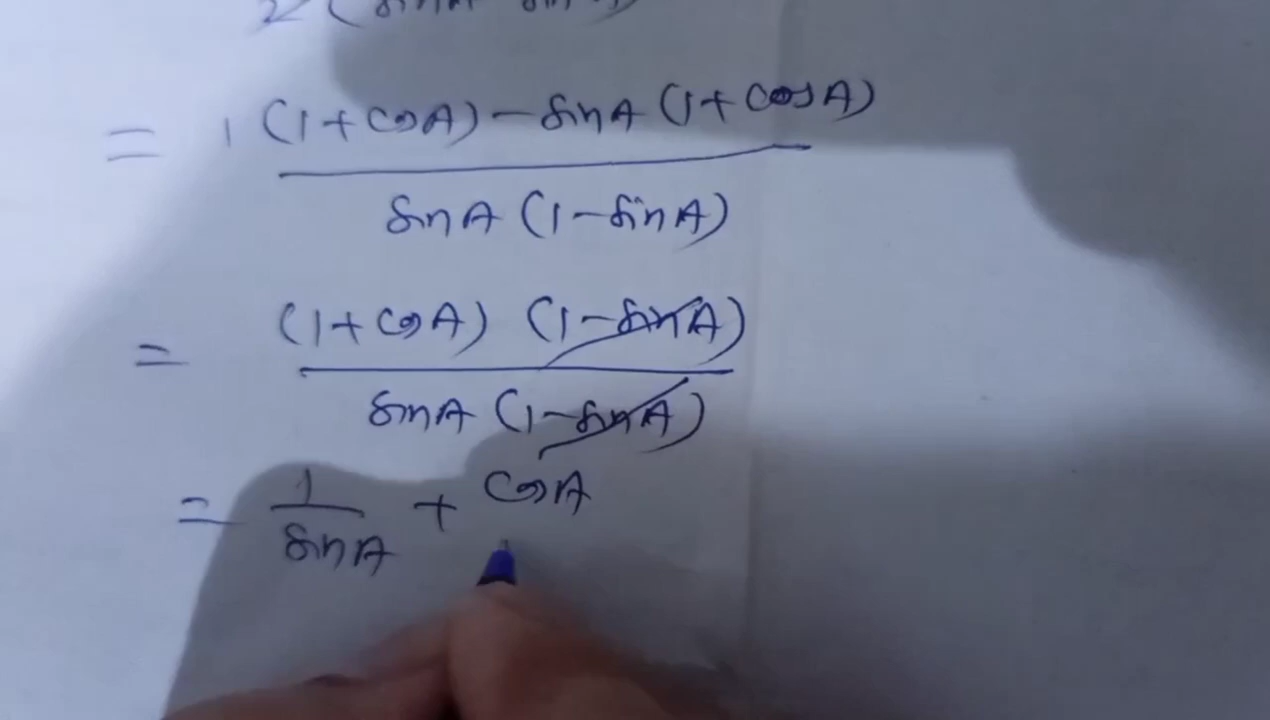 = 1 (1 + cosA) - sinA (1 + cosA)
sinA (1 - sinA)
= (1 + cosA) (1 - sinA)
sinA (1 - sinA)
= 1 + cosA
sinA